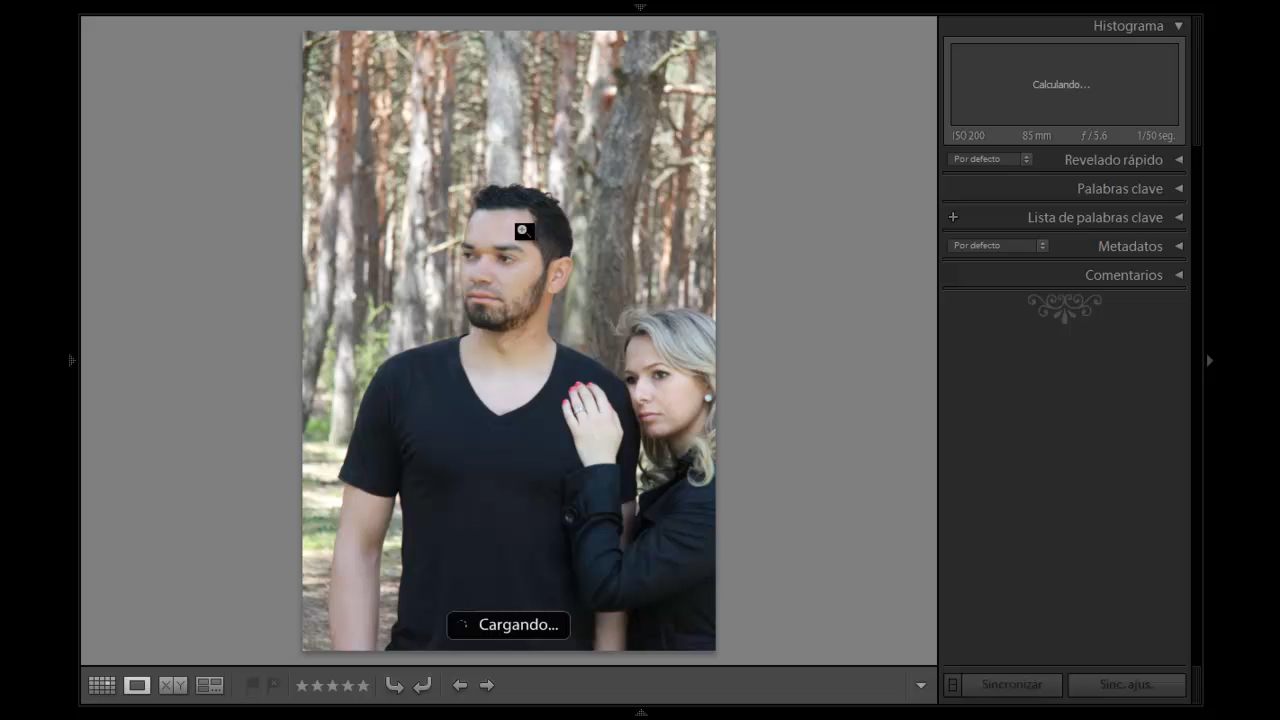 Histograma
Calculando...
ISO 200 85 mm ƒ / 5.6 1/50 seg.
Por defecto Revelado rápido
Palabras clave
Lista de palabras clave
Por defecto Metadatos
Comentarios
Cargando...
XY
Sincronizar Sinc. ajus.